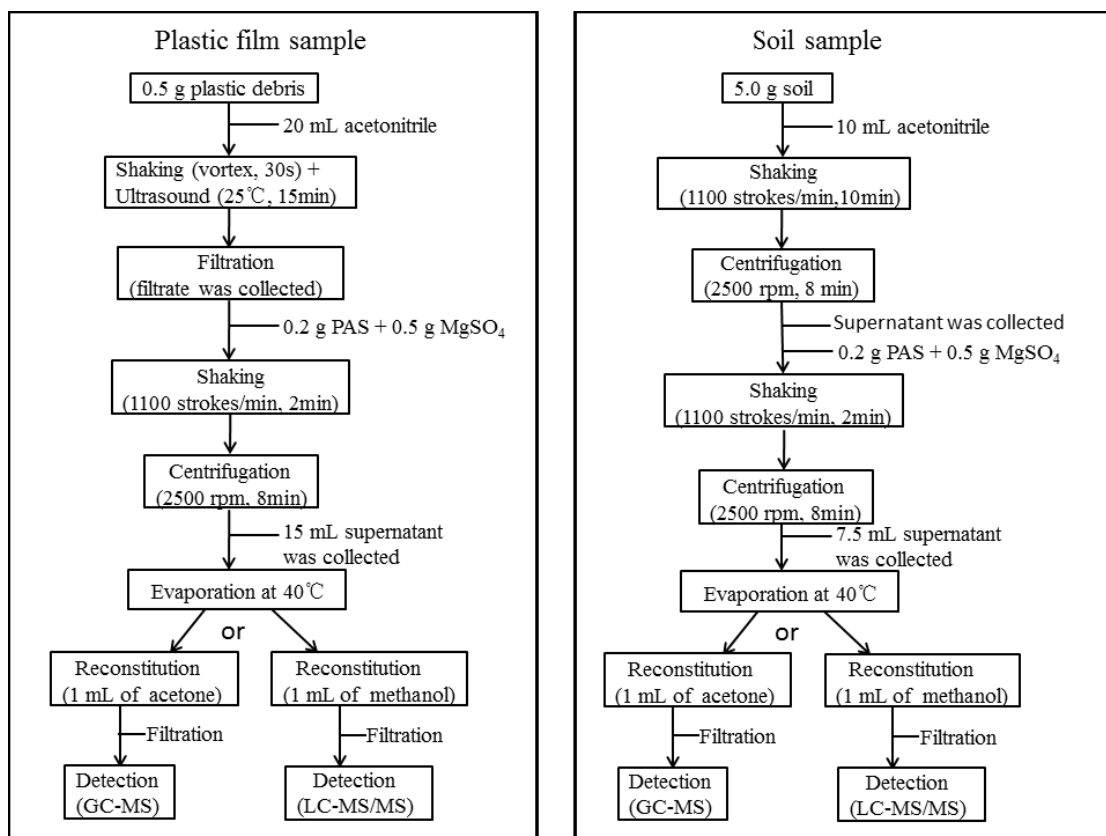 Plastic film sample
0.5 g plastic debris
20 mL acetonitrile
Shaking (vortex, 30s) +
Ultrasound (25℃, 15min)
Filtration
(filtrate was collected)
0.2 g PAS + 0.5 g MgSO₄
Shaking
(1100 strokes/min, 2min)
Centrifugation
(2500 rpm, 8min)
15 mL supernatant
was collected
Evaporation at 40℃
or
Reconstitution
(1 mL of acetone)
Filtration
Detection
(GC-MS)
Reconstitution
(1 mL of methanol)
Filtration
Detection
(LC-MS/MS)
Soil sample
5.0 g soil
10 mL acetonitrile
Shaking
(1100 strokes/min,10min)
Centrifugation
(2500 rpm, 8 min)
Supernatant was collected
0.2 g PAS + 0.5 g MgSO₄
Shaking
(1100 strokes/min, 2min)
Centrifugation
(2500 rpm, 8min)
7.5 mL supernatant
was collected
Evaporation at 40℃
or
Reconstitution
(1 mL of acetone)
Filtration
Detection
(GC-MS)
Reconstitution
(1 mL of methanol)
Filtration
Detection
(LC-MS/MS)